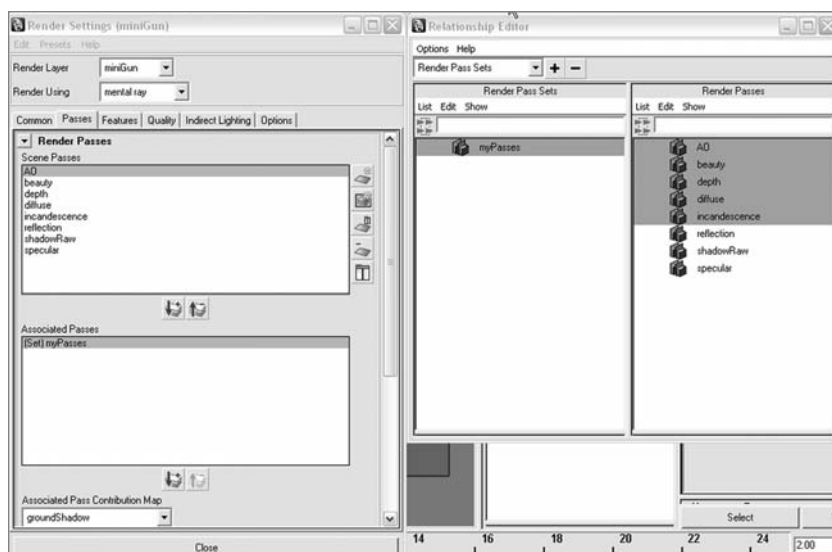 Render Settings (miniGun)
Edit Presets Help
Render Layer miniGun
Render Using mental ray
Common Passes Features Quality Indirect Lighting Options
Render Passes
Scene Passes
AO
beauty
depth
diffuse
incandescence
reflection
shadowRaw
specular
Associated Passes
(Set) myPasses
Associated Pass Contribution Map
groundShadow
Close
Relationship Editor
Options Help
Render Pass Sets
Render Pass Sets
List Edit Show
myPasses
Render Passes
List Edit Show
AO
beauty
depth
diffuse
incandescence
reflection
shadowRaw
specular
Select
14 16 18 20 22 24 2.00